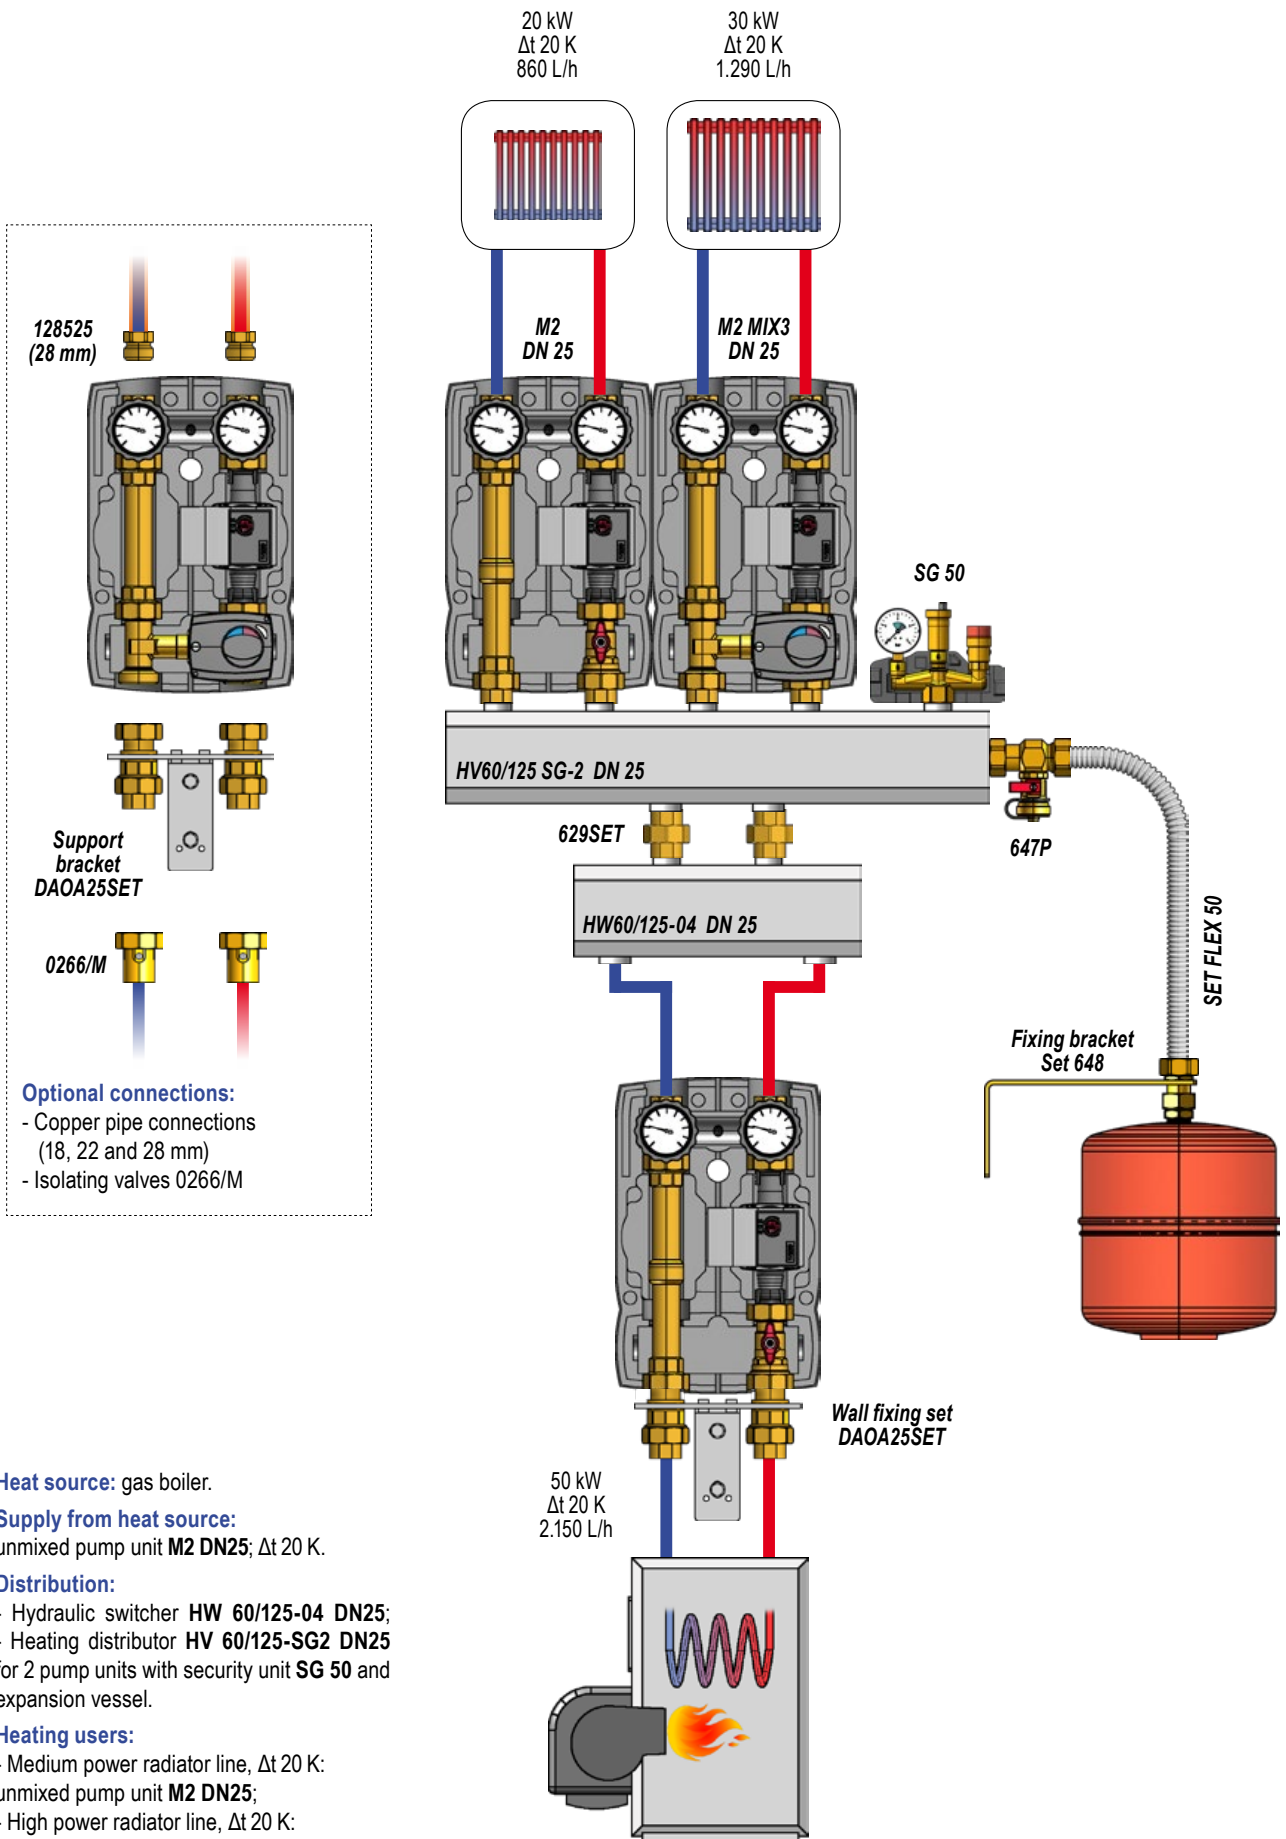 20 kW
Δt 20 K
860 L/h
30 kW
Δt 20 K
1.290 L/h
128525
(28 mm)
M2
DN 25
M2 MIX3
DN 25
SG 50
HV60/125 SG-2 DN 25
629SET
647P
HW60/125-04 DN 25
SET FLEX 50
Support
bracket
DAOA25SET
0266/M
Optional connections:
- Copper pipe connections
(18, 22 and 28 mm)
- Isolating valves 0266/M
Fixing bracket
Set 648
Wall fixing set
DAOA25SET
50 kW
Δt 20 K
2.150 L/h
Heat source: gas boiler.
Supply from heat source:
unmixed pump unit M2 DN25; Δt 20 K.
Distribution:
- Hydraulic switcher HW 60/125-04 DN25;
- Heating distributor HV 60/125-SG2 DN25
for 2 pump units with security unit SG 50 and
expansion vessel.
Heating users:
- Medium power radiator line, Δt 20 K:
unmixed pump unit M2 DN25;
- High power radiator line, Δt 20 K: